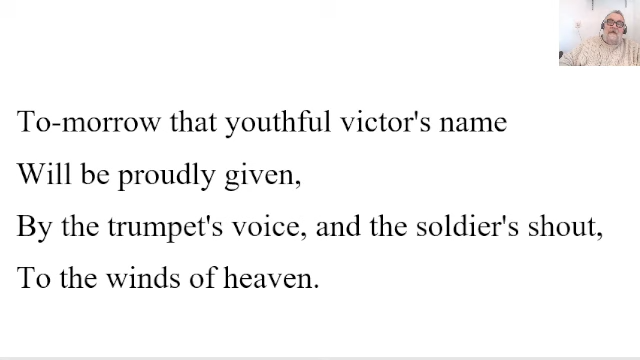 To-morrow that youthful victor's name
Will be proudly given,
By the trumpet's voice, and the soldier's shout,
To the winds of heaven.